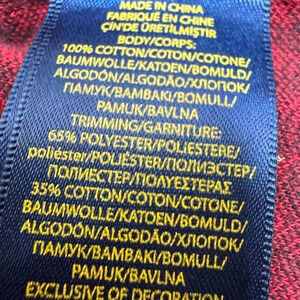 MADE IN CHINA
FABRIQUÉ EN CHINE
ÇİN'DE ÜRETİLMİŞTİR
BODY/CORPS:
100% COTTON/COTON/COTONE/
BAUMWOLLE/KATOEN/BOMULD/
ALGODÓN/ALGODÃO/ХЛОПОК/
ПАМУК/BAMBAKI/BOMULL/
PAMUK/BAVLNA
TRIMMING/GARNITURE:
65% POLYESTER/POLIESTERE/
poliéster/POLIÉSTER/ПОЛИЭСТЕР/
ПОЛИЕСТЕР/ΠΟΛΥΕΣΤΕΡΑΣ
35% COTTON/COTON/COTONE/
BAUMWOLLE/KATOEN/BOMULD/
ALGODÓN/ALGODÃO/ХЛОПОК/
ПАМУК/BAMBAKI/BOMULL/
PAMUK/BAVLNA
EXCLUSIVE OF DECORATION